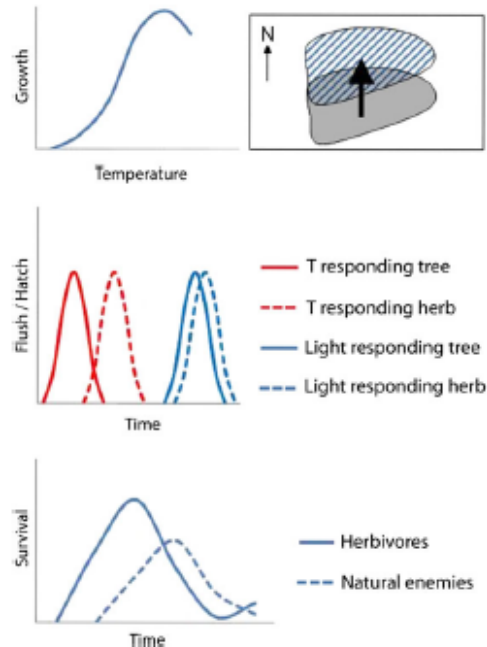 Growth
Temperature
N
Flush / Hatch
Time
T responding tree
T responding herb
Light responding tree
Light responding herb
Survival
Time
Herbivores
Natural enemies